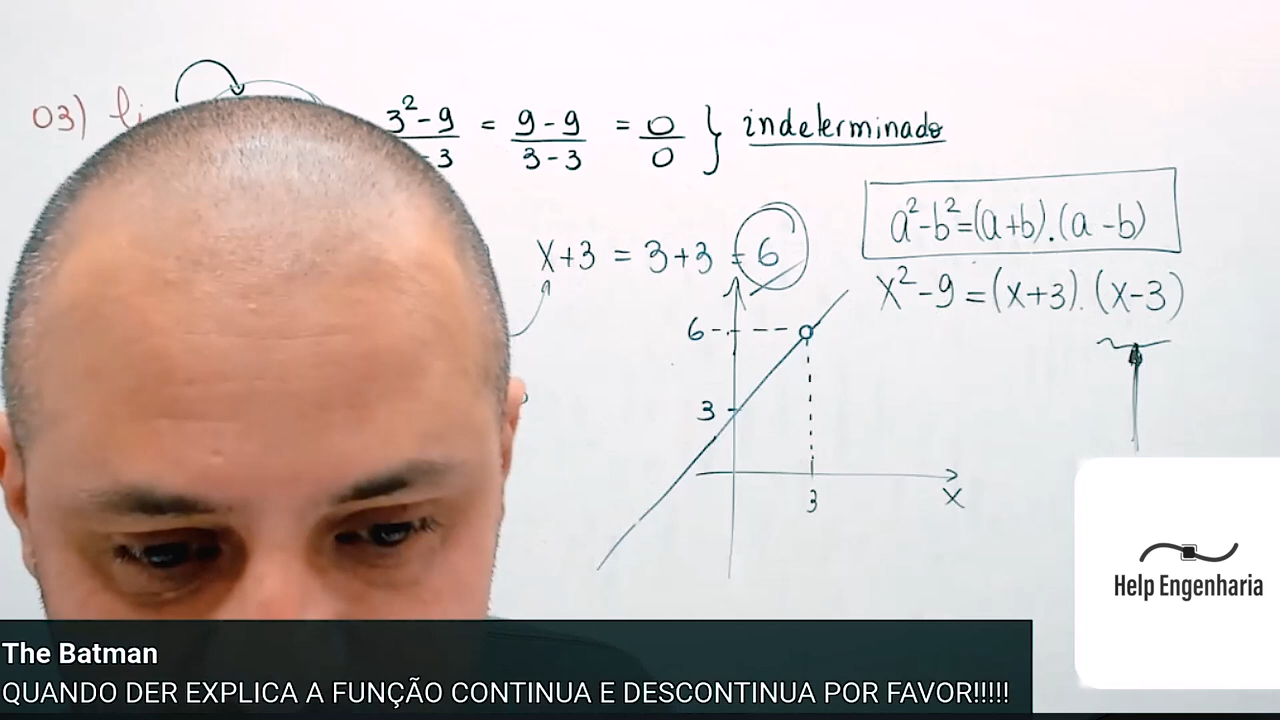 03)
3²-9 = 9-9 = 0 } indeterminado
-3 3-3 0
a²-b²=(a+b).(a-b)
x+3 = 3+3 = 6
x²-9=(x+3).(x-3)
6
3
3
x
Help Engenharia
The Batman
QUANDO DER EXPLICA A FUNÇÃO CONTINUA E DESCONTINUA POR FAVOR!!!!!